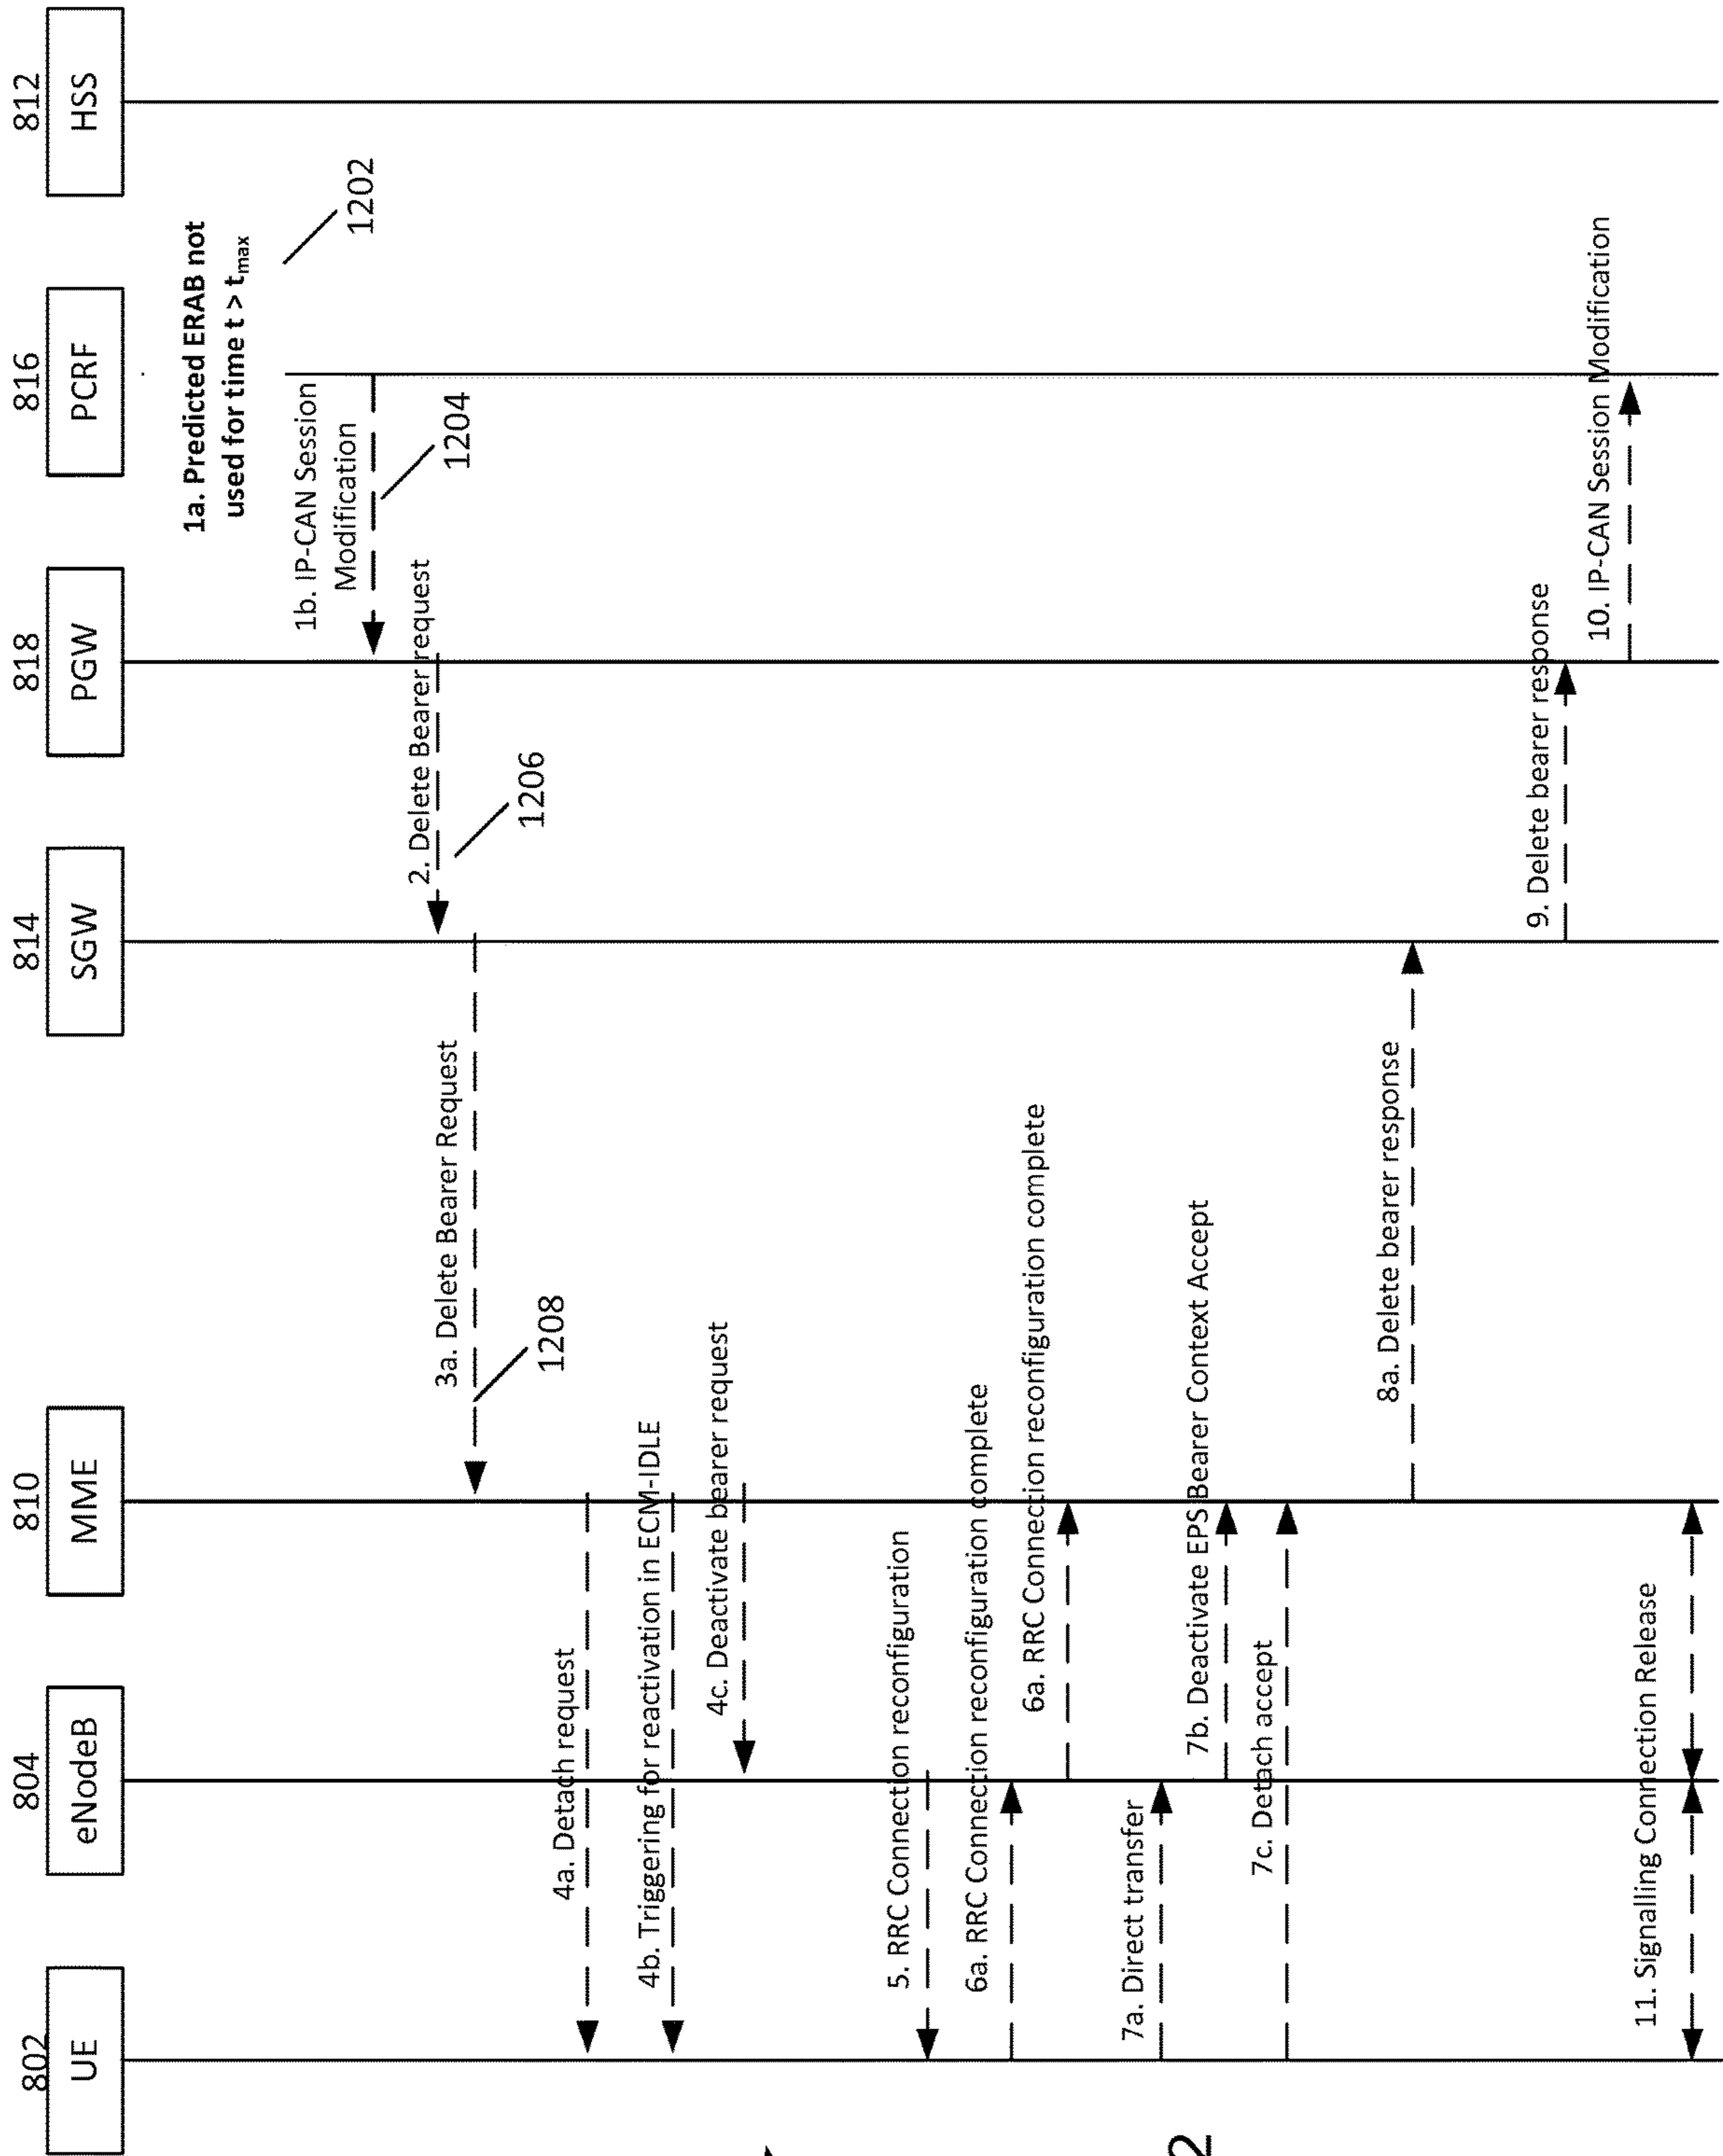 802
UE
804
eNodeB
810
MME
814
SGW
818
PGW
816
PCRF
812
HSS
1a. Predicted ERAB not
used for time t > tmax
1202
1b. IP-CAN Session
Modification
1204
2. Delete Bearer request
1206
3a. Delete Bearer Request
1208
4a. Detach request
4b. Triggering for reactivation in ECM-IDLE
4c. Deactivate bearer request
5. RRC Connection reconfiguration
6a. RRC Connection reconfiguration complete
6a. RRC Connection reconfiguration complete
7a. Direct transfer
7b. Deactivate EPS Bearer Context Accept
7c. Detach accept
8a. Delete bearer response
9. Delete bearer response
10. IP-CAN Session Modification
11. Signalling Connection Release
2